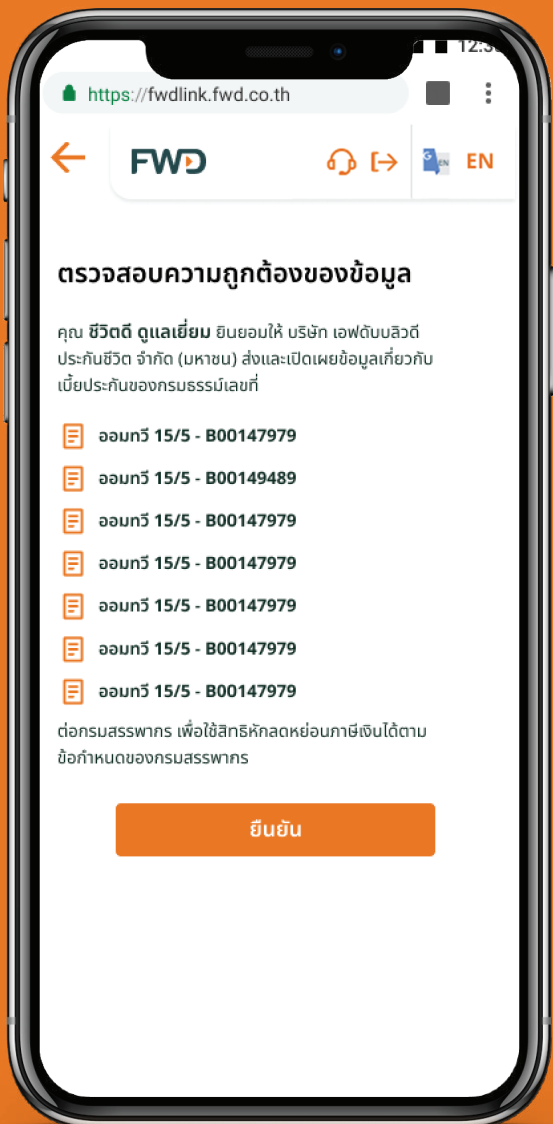 https://fwdlink.fwd.co.th
FWD
EN
ตรวจสอบความถูกต้องของข้อมูล
คุณ ชีวิตดี ดูแลเยี่ยม ยินยอมให้ บริษัท เอฟดับบลิวดี
ประกันชีวิต จำกัด (มหาชน) ส่งและเปิดเผยข้อมูลเกี่ยวกับ
เบี้ยประกันของกรมธรรม์เลขที่
ออมทวี 15/5 - B00147979
ออมทวี 15/5 - B00149489
ออมทวี 15/5 - B00147979
ออมทวี 15/5 - B00147979
ออมทวี 15/5 - B00147979
ออมทวี 15/5 - B00147979
ออมทวี 15/5 - B00147979
ต่อกรมสรรพากร เพื่อใช้สิทธิหักลดหย่อนภาษีเงินได้ตาม
ข้อกำหนดของกรมสรรพากร
ยืนยัน